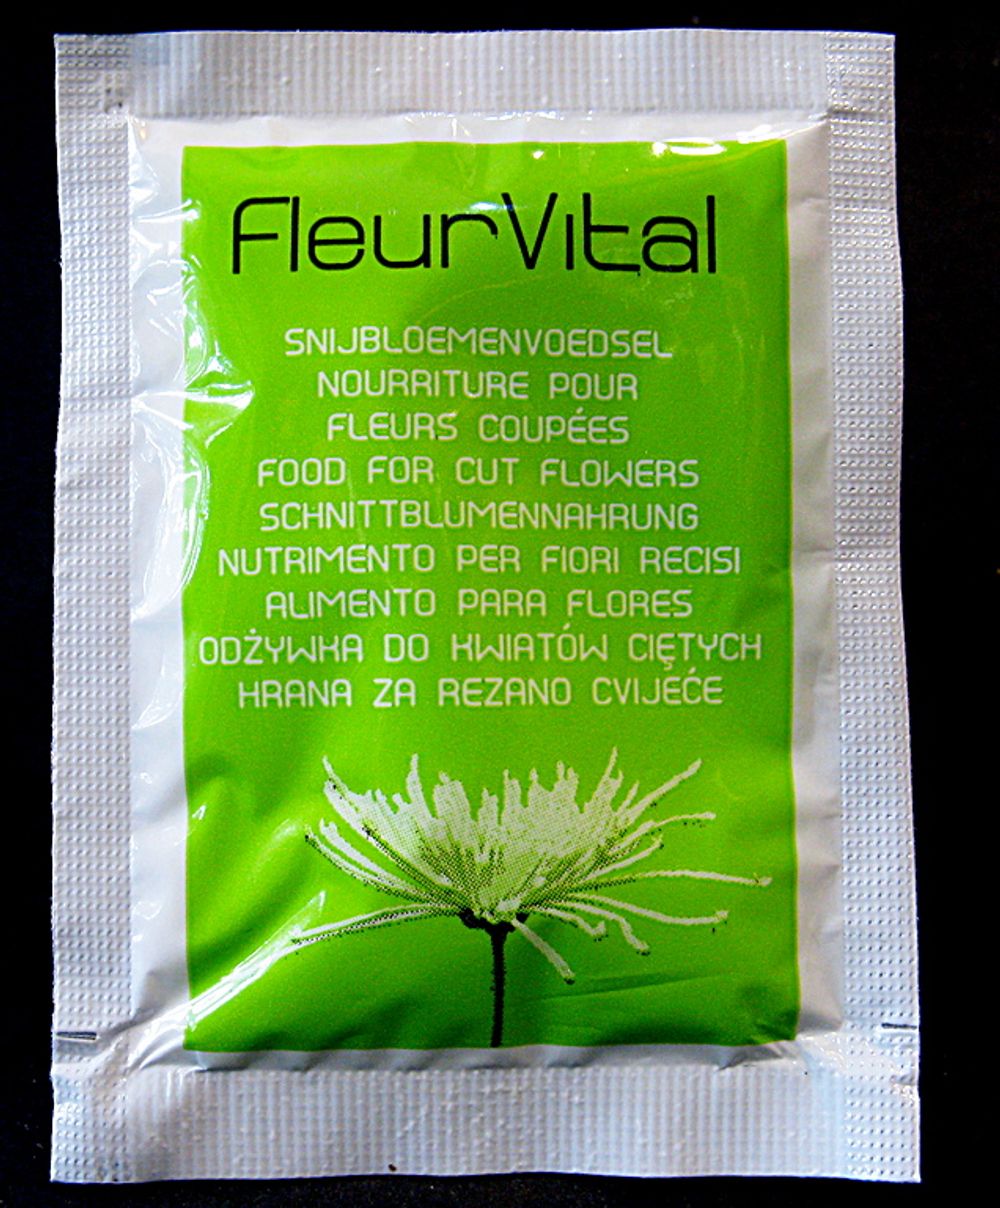 FleurVital
SNIJBLOEMENVOEDSEL
NOURRITURE POUR
FLEURS COUPÉES
FOOD FOR CUT FLOWERS
SCHNITTBLUMENNAHRUNG
NUTRIMENTO PER FIORI RECISI
ALIMENTO PARA FLORES
ODŻYWKA DO KWIATÓW CIĘTYCH
HRANA ZA REZANO CVIJEĆE